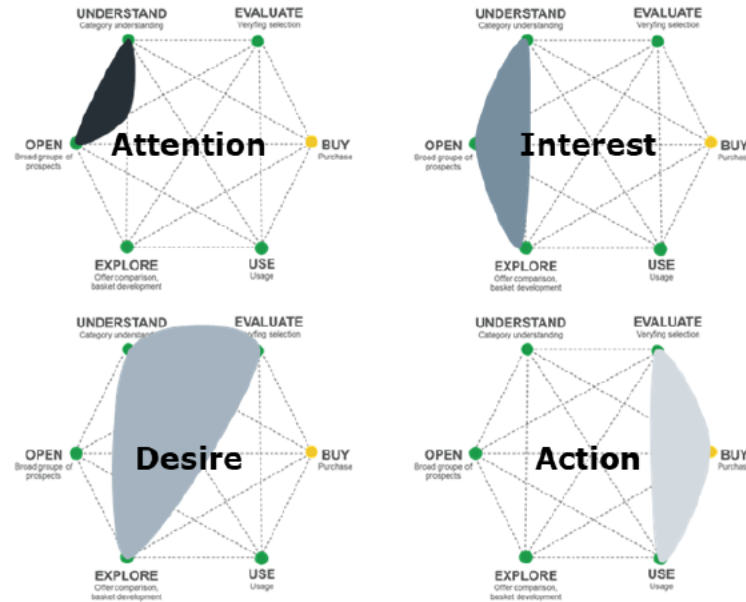 UNDERSTAND
Category understanding
EVALUATE
Veryfing selection
OPEN
Broad groupe of
prospects
Attention
BUY
Purchase
EXPLORE
Offer comparison,
basket development
USE
Usage
UNDERSTAND
Category understanding
EVALUATE
Veryfing selection
OPEN
Broad groupe of
prospects
Interest
BUY
Purchase
EXPLORE
Offer comparison,
basket development
USE
Usage
UNDERSTAND
Category understanding
EVALUATE
Veryfing selection
OPEN
Broad groupe of
prospects
Desire
BUY
Purchase
EXPLORE
Offer comparison,
basket development
USE
Usage
UNDERSTAND
Category understanding
EVALUATE
Veryfing selection
OPEN
Broad groupe of
prospects
Action
BUY
Purchase
EXPLORE
Offer comparison,
basket development
USE
Usage